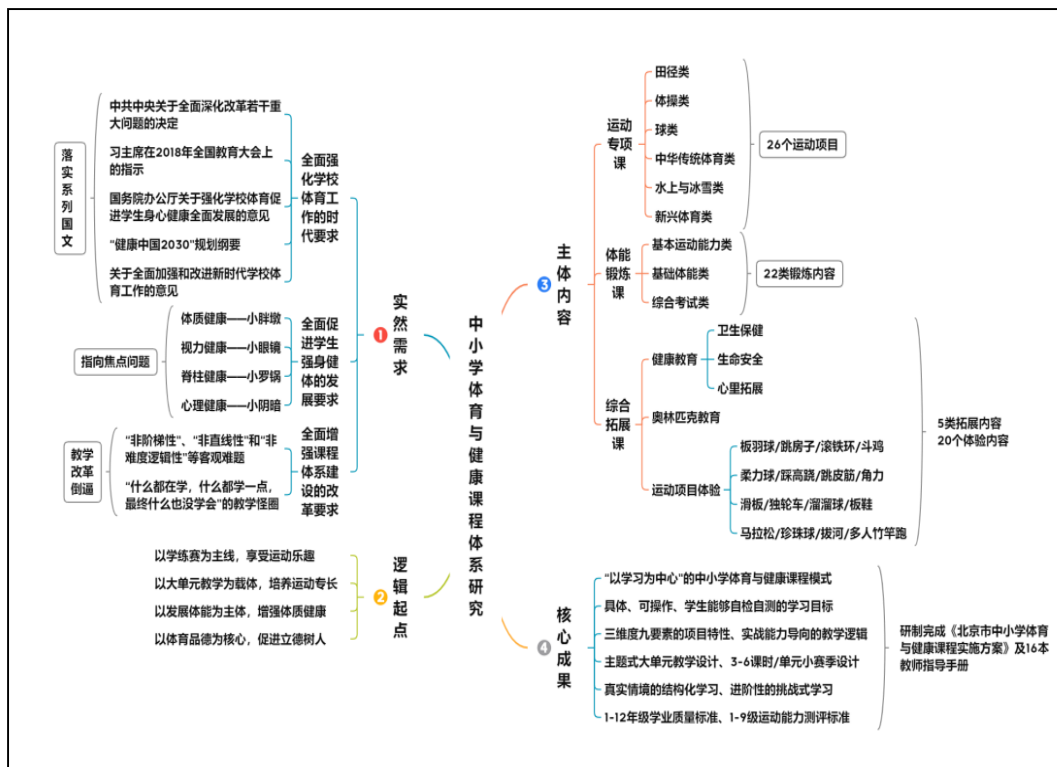 中小学体育与健康课程体系研究
1
实然需求
全面强
化学校
体育工
作的时
代要求
中共中央关于全面深化改革若干重
大问题的决定
习主席在2018年全国教育大会上
的指示
国务院办公厅关于强化学校体育促
进学生身心健康全面发展的意见
“健康中国2030”规划纲要
关于全面加强和改进新时代学校体
育工作的意见
落实系列国文
全面促
进学生
强身健
体的发
展要求
体质健康——小胖墩
视力健康——小眼镜
脊柱健康——小罗锅
心理健康——小阴暗
指向焦点问题
全面增
强课程
体系建
设的改
革要求
“非阶梯性”、“非直线性”和“非
难度逻辑性”等客观难题
“什么都在学，什么都学一点，
最终什么也没学会”的教学怪圈
教学
改革
倒逼
2
逻辑起点
以学练赛为主线，享受运动乐趣
以大单元教学为载体，培养运动专长
以发展体能为主体，增强体质健康
以体育品德为核心，促进立德树人
3
主体内容
运动
专项
课
田径类
体操类
球类
中华传统体育类
水上与冰雪类
新兴体育类
26个运动项目
体能
锻炼
课
基本运动能力类
基础体能类
综合考试类
22类锻炼内容
综合
拓展
课
健康教育
卫生保健
生命安全
心里拓展
奥林匹克教育
运动项目体验
板羽球/跳房子/滚铁环/斗鸡
柔力球/踩高跷/跳皮筋/角力
滑板/独轮车/溜溜球/板鞋
马拉松/珍珠球/拔河/多人竹竿跑
5类拓展内容
20个体验内容
4
核心成果
“以学习为中心”的中小学体育与健康课程模式
具体、可操作、学生能够自检自测的学习目标
三维度九要素的项目特性、实战能力导向的教学逻辑
主题式大单元教学设计、3-6课时/单元小赛季设计
真实情境的结构化学习、进阶性的挑战式学习
1-12年级学业质量标准、1-9级运动能力测评标准
研制完成《北京市中小学体育
与健康课程实施方案》及16本
教师指导手册